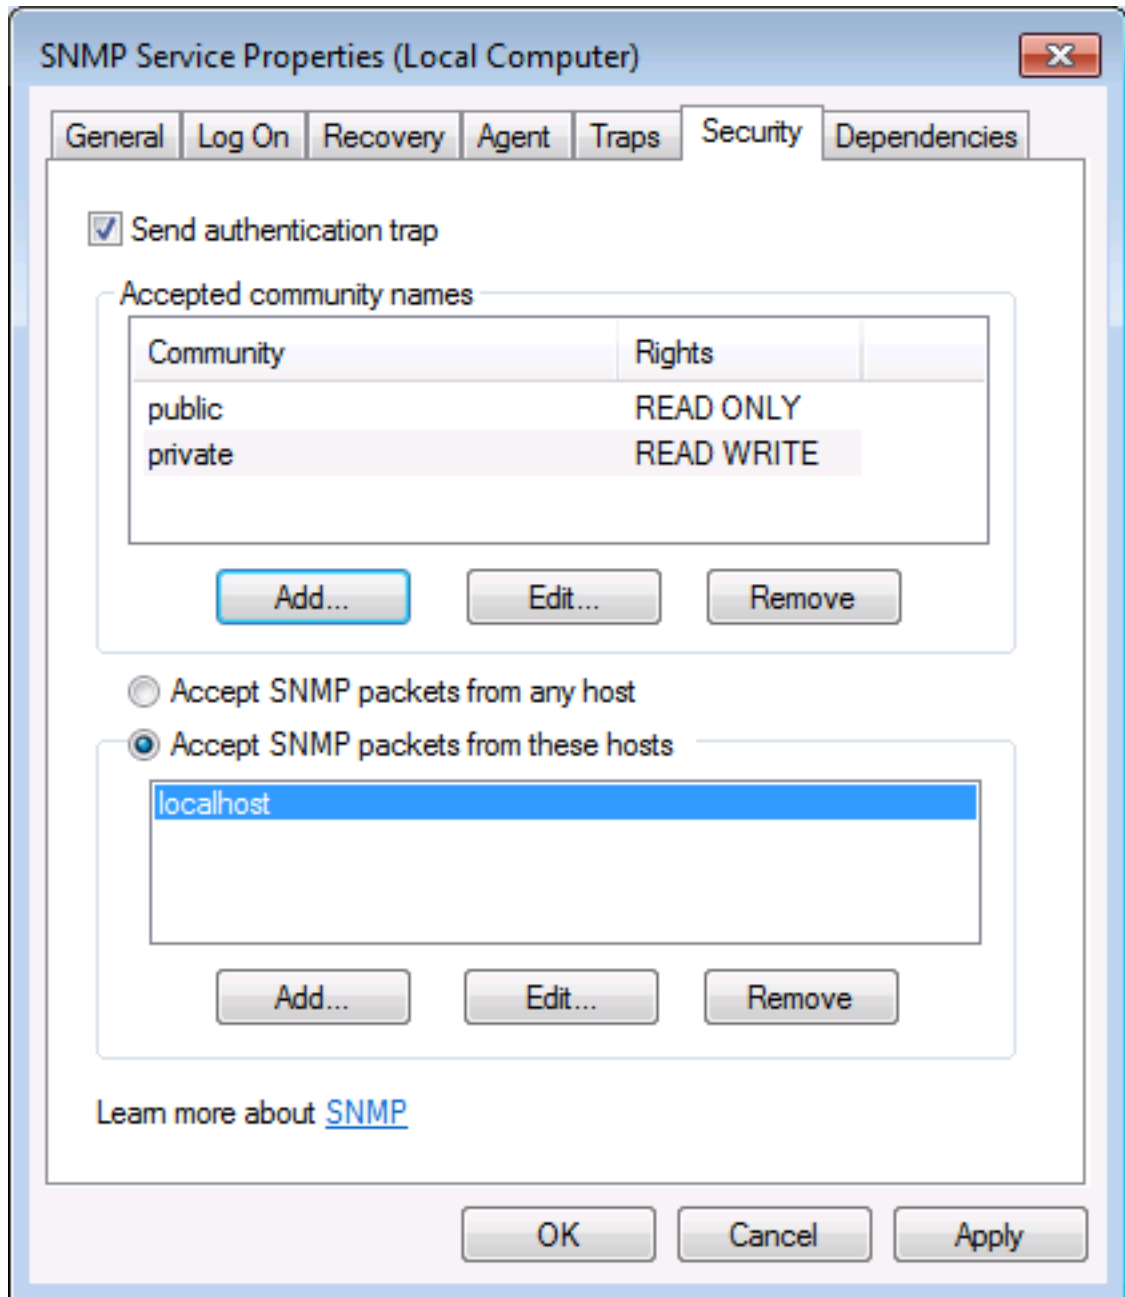 SNMP Service Properties (Local Computer)
General Log On Recovery Agent Traps Security Dependencies
Send authentication trap
Accepted community names
Community Rights
public READ ONLY
private READ WRITE
Add... Edit... Remove
Accept SNMP packets from any host
Accept SNMP packets from these hosts
localhost
Add... Edit... Remove
Learn more about SNMP
OK Cancel Apply